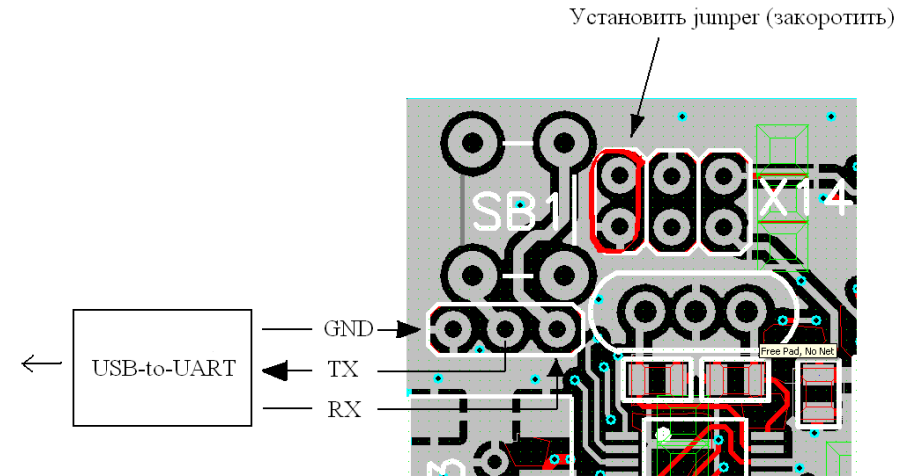 Установить jumper (закоротить)
SB1
X14
GND
Free Pad, No Net
USB-to-UART
TX
RX